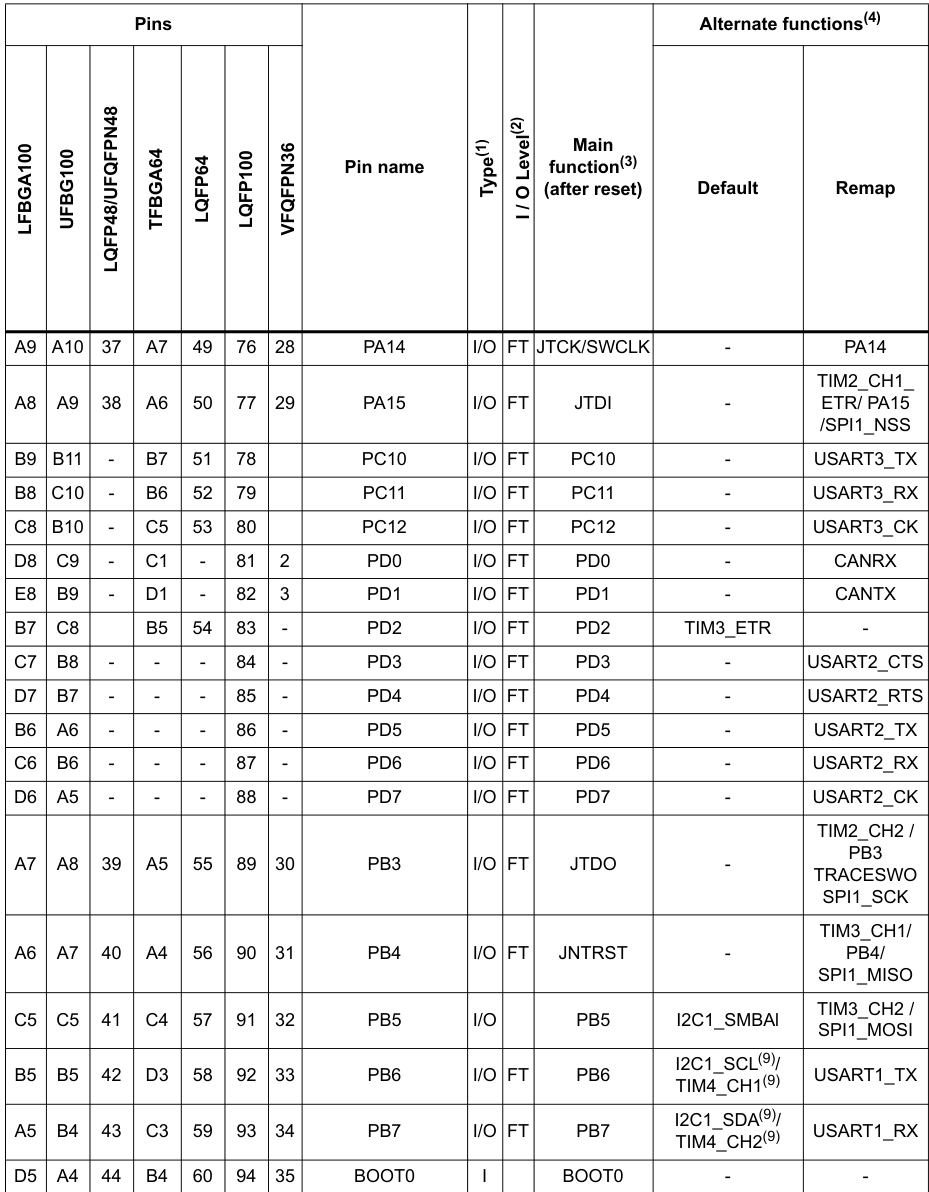 Pins
Alternate functions(4)
LFBGA100
UFBG100
LQFP48/UFQFPN48
TFBGA64
LQFP64
LQFP100
VFQFPN36
Pin name
Type(1)
I / O Level(2)
Main
function(3)
(after reset)
Default
Remap
A9 A10 37 A7 49 76 28 PA14 I/O FT JTCK/SWCLK - PA14
A8 A9 38 A6 50 77 29 PA15 I/O FT JTDI - TIM2_CH1_
ETR/ PA15
/SPI1_NSS
B9 B11 - B7 51 78 PC10 I/O FT PC10 - USART3_TX
B8 C10 - B6 52 79 PC11 I/O FT PC11 - USART3_RX
C8 B10 - C5 53 80 PC12 I/O FT PC12 - USART3_CK
D8 C9 - C1 - 81 2 PD0 I/O FT PD0 - CANRX
E8 B9 - D1 - 82 3 PD1 I/O FT PD1 - CANTX
B7 C8 B5 54 83 - PD2 I/O FT PD2 TIM3_ETR -
C7 B8 - - - 84 - PD3 I/O FT PD3 - USART2_CTS
D7 B7 - - - 85 - PD4 I/O FT PD4 - USART2_RTS
B6 A6 - - - 86 - PD5 I/O FT PD5 - USART2_TX
C6 B6 - - - 87 - PD6 I/O FT PD6 - USART2_RX
D6 A5 - - - 88 - PD7 I/O FT PD7 - USART2_CK
A7 A8 39 A5 55 89 30 PB3 I/O FT JTDO - TIM2_CH2 /
PB3
TRACESWO
SPI1_SCK
A6 A7 40 A4 56 90 31 PB4 I/O FT JNTRST - TIM3_CH1/
PB4/
SPI1_MISO
C5 C5 41 C4 57 91 32 PB5 I/O PB5 I2C1_SMBAI TIM3_CH2 /
SPI1_MOSI
B5 B5 42 D3 58 92 33 PB6 I/O FT PB6 I2C1_SCL(9)/
TIM4_CH1(9) USART1_TX
A5 B4 43 C3 59 93 34 PB7 I/O FT PB7 I2C1_SDA(9)/
TIM4_CH2(9) USART1_RX
D5 A4 44 B4 60 94 35 BOOT0 I BOOT0 - -